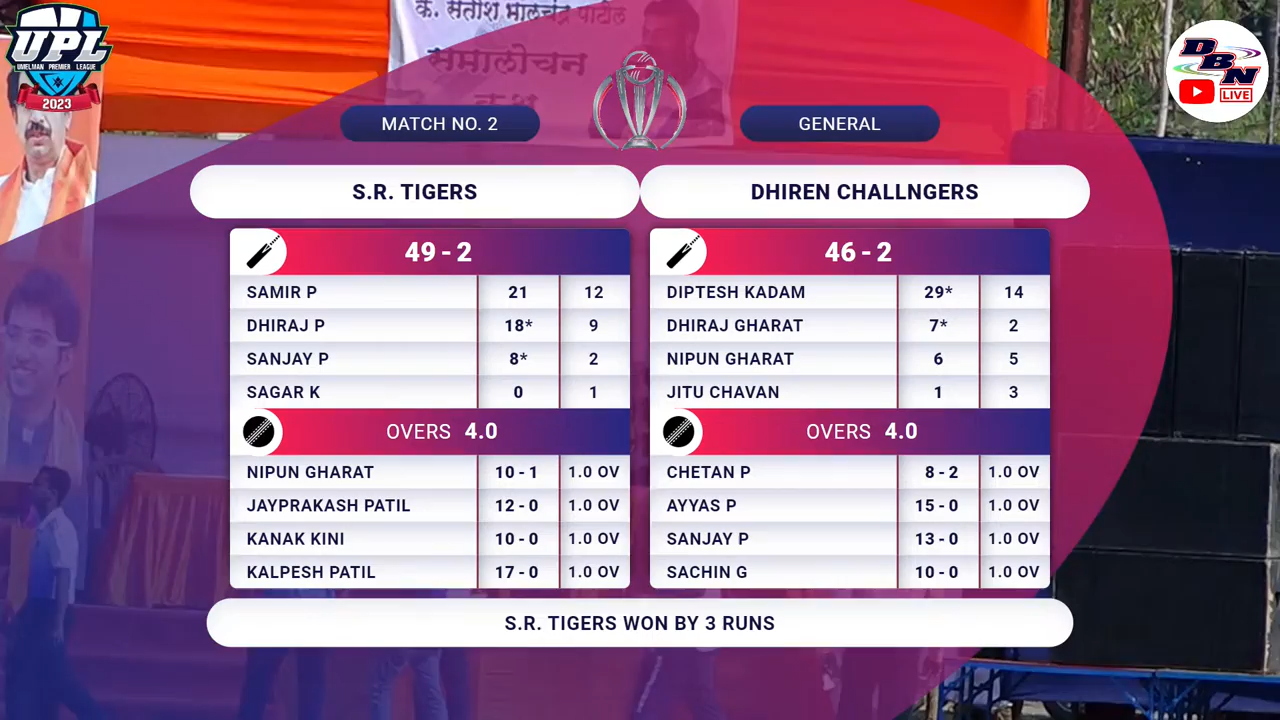 कै. सतीश भालचंद्र पाटील
समालोचन
कक्ष
UPL
UMELMAN PREMIER LEAGUE
2023
DBN
LIVE
MATCH NO. 2
GENERAL
S.R. TIGERS
DHIREN CHALLNGERS
49 - 2
SAMIR P 21 12
DHIRAJ P 18* 9
SANJAY P 8* 2
SAGAR K 0 1
OVERS 4.0
NIPUN GHARAT 10 - 1 1.0 OV
JAYPRAKASH PATIL 12 - 0 1.0 OV
KANAK KINI 10 - 0 1.0 OV
KALPESH PATIL 17 - 0 1.0 OV
46 - 2
DIPTESH KADAM 29* 14
DHIRAJ GHARAT 7* 2
NIPUN GHARAT 6 5
JITU CHAVAN 1 3
OVERS 4.0
CHETAN P 8 - 2 1.0 OV
AYYAS P 15 - 0 1.0 OV
SANJAY P 13 - 0 1.0 OV
SACHIN G 10 - 0 1.0 OV
S.R. TIGERS WON BY 3 RUNS